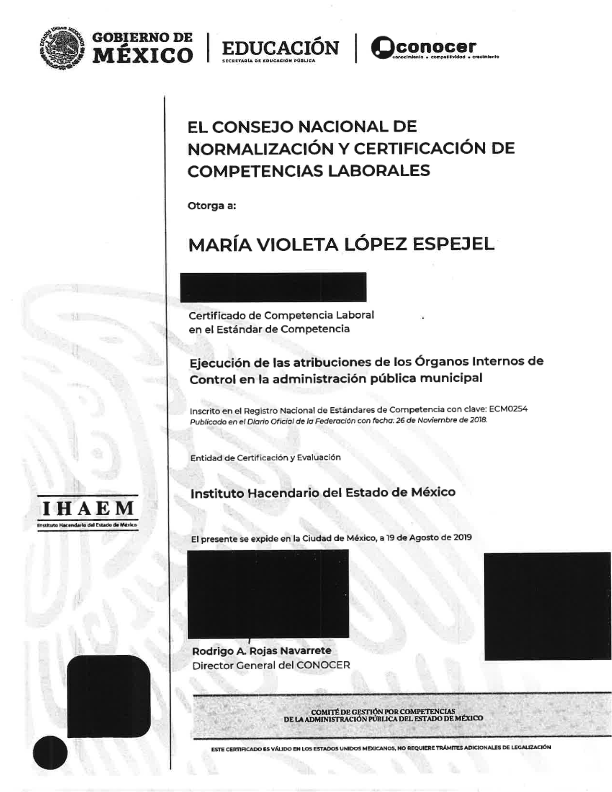 GOBIERNO DE
MÉXICO
EDUCACIÓN
SECRETARÍA DE EDUCACIÓN PÚBLICA
conocer
conocimiento • competitividad • crecimiento
EL CONSEJO NACIONAL DE
NORMALIZACIÓN Y CERTIFICACIÓN DE
COMPETENCIAS LABORALES
Otorga a:
MARÍA VIOLETA LÓPEZ ESPEJEL
Certificado de Competencia Laboral
en el Estándar de Competencia
Ejecución de las atribuciones de los Órganos Internos de
Control en la administración pública municipal
Inscrito en el Registro Nacional de Estándares de Competencia con clave: ECM0254
Publicado en el Diario Oficial de la Federación con fecha: 26 de Noviembre de 2018.
Entidad de Certificación y Evaluación
Instituto Hacendario del Estado de México
IHAEM
Instituto Hacendario del Estado de México
El presente se expide en la Ciudad de México, a 19 de Agosto de 2019
Rodrigo A. Rojas Navarrete
Director General del CONOCER
COMITÉ DE GESTIÓN POR COMPETENCIAS
DE LA ADMINISTRACIÓN PÚBLICA DEL ESTADO DE MÉXICO
ESTE CERTIFICADO ES VÁLIDO EN LOS ESTADOS UNIDOS MEXICANOS, NO REQUIERE TRÁMITES ADICIONALES DE LEGALIZACIÓN